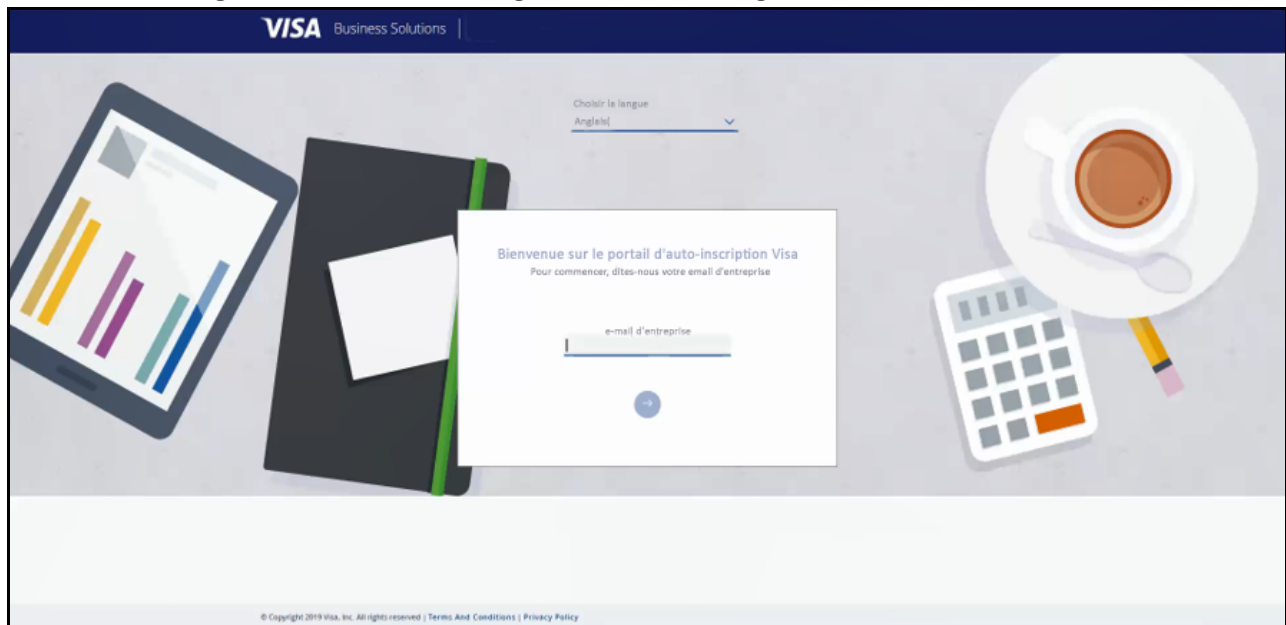 VISA Business Solutions
Choisir la langue
Anglais(
Bienvenue sur le portail d'auto-inscription Visa
Pour commencer, dites-nous votre email d'entreprise
e-mail d'entreprise
© Copyright 2019 Visa, Inc. All rights reserved | Terms And Conditions | Privacy Policy